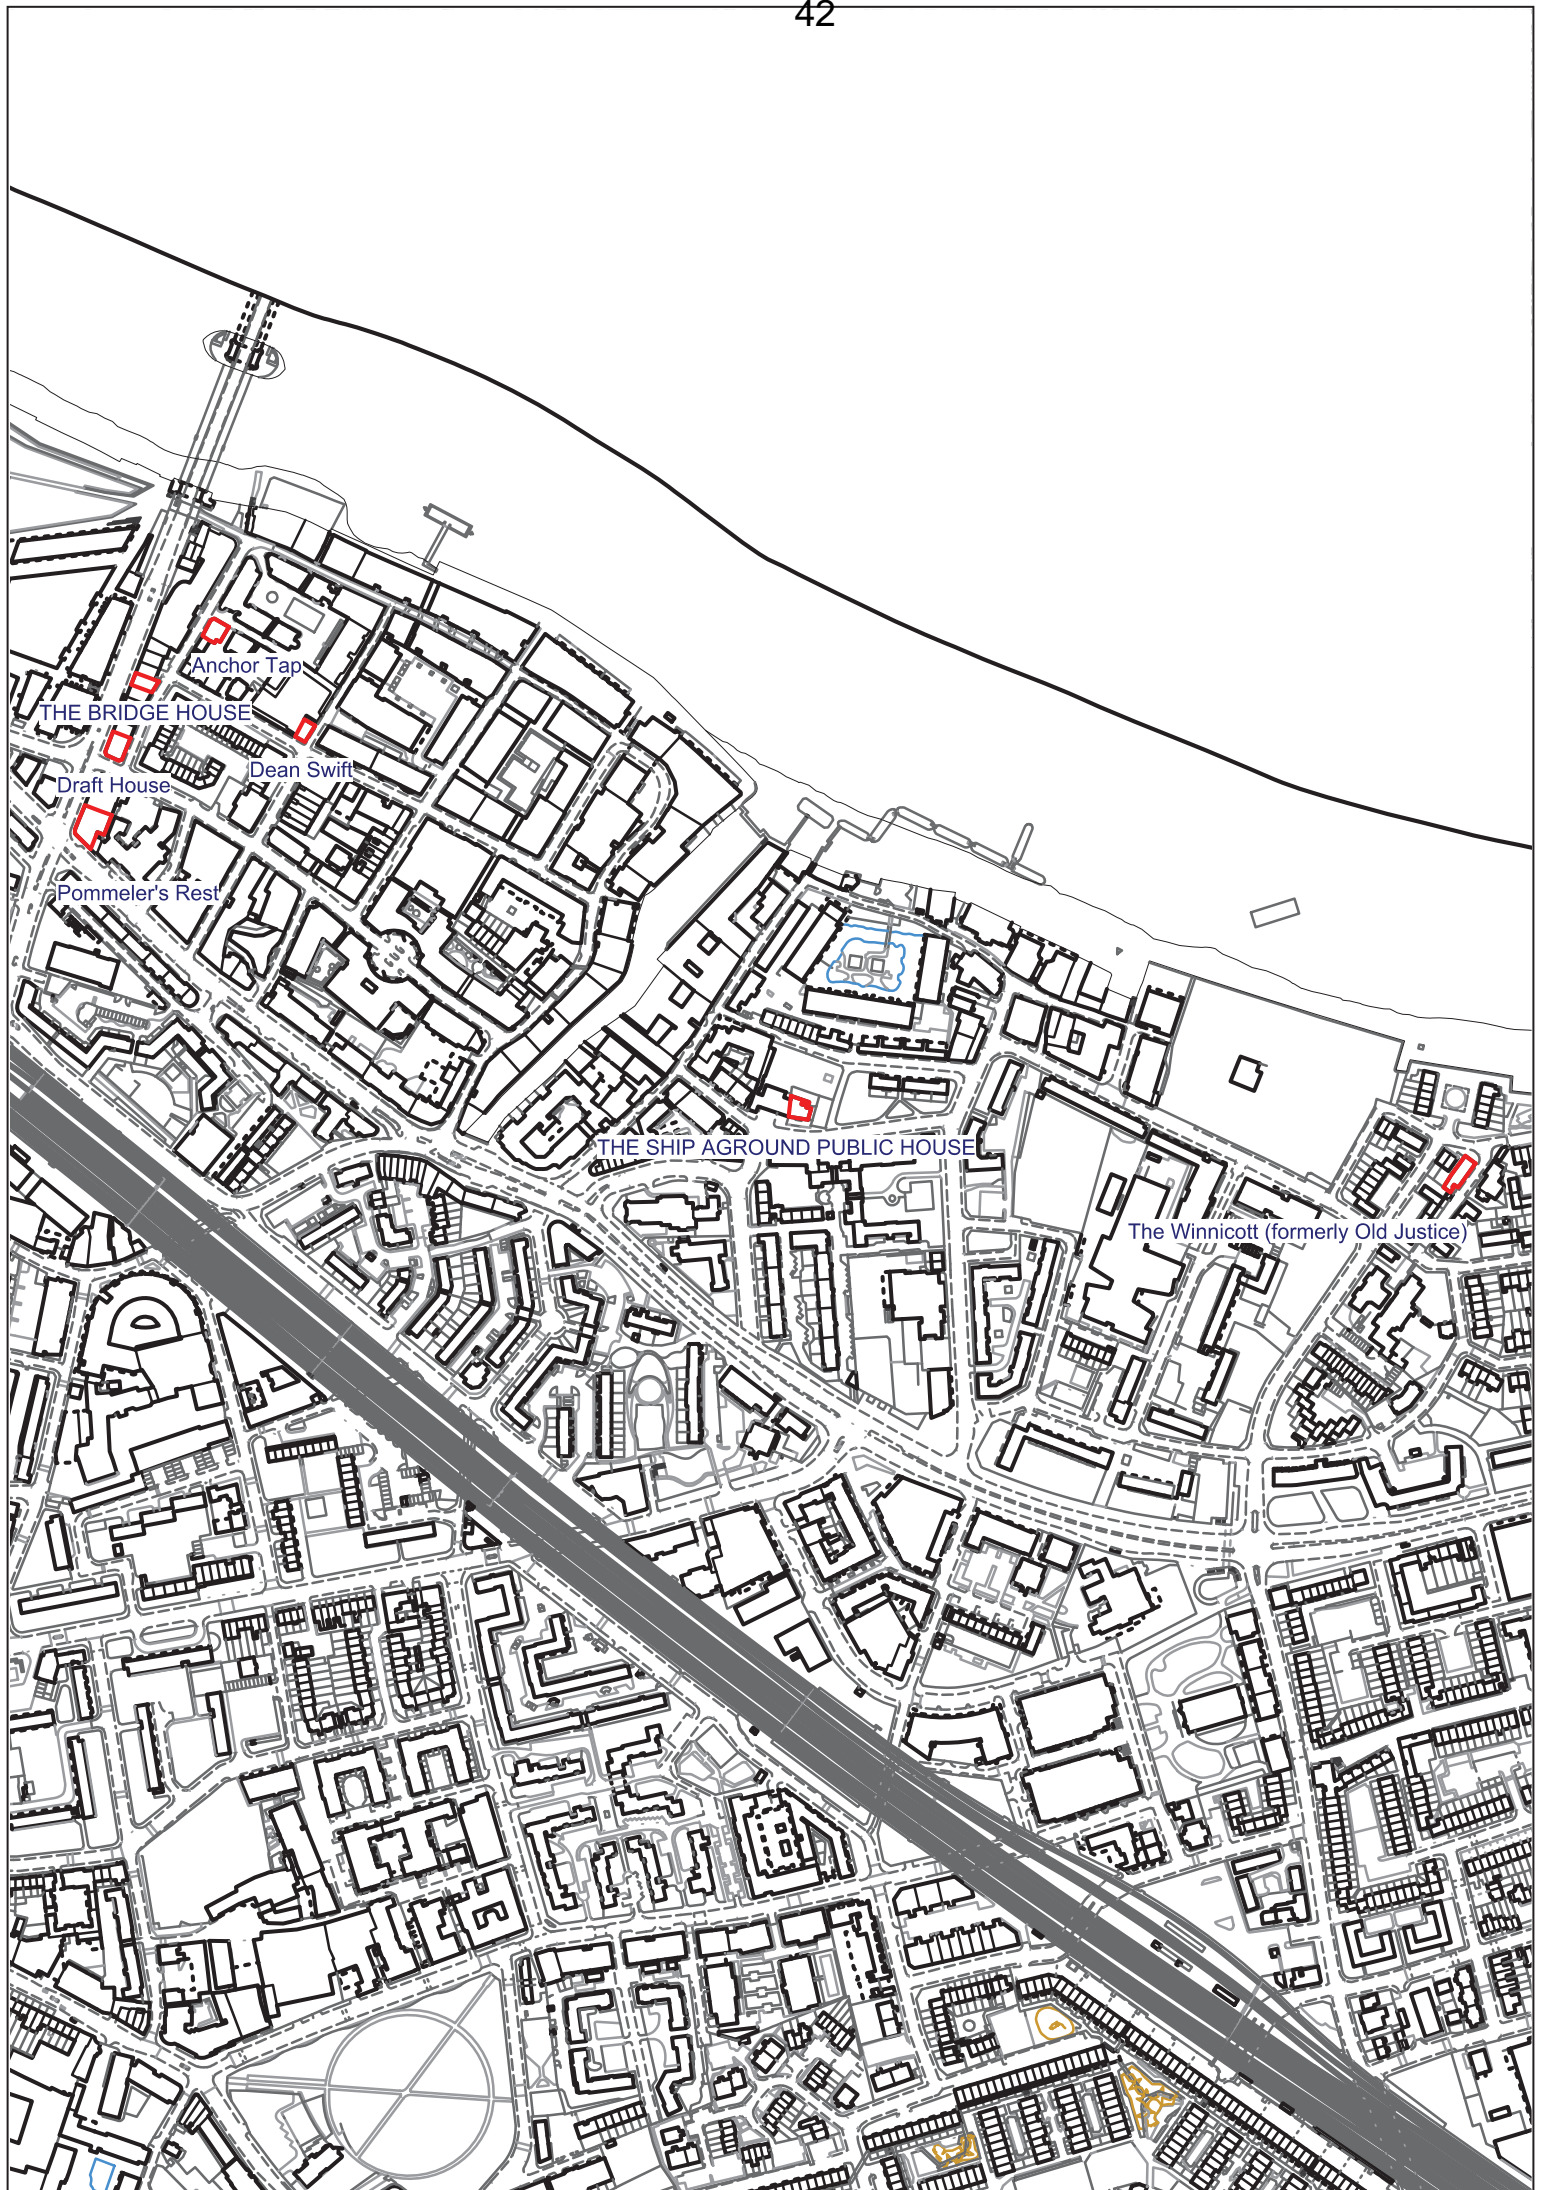 42
Anchor Tap
THE BRIDGE HOUSE
Dean Swift
Draft House
Pommeler's Rest
THE SHIP AGROUND PUBLIC HOUSE
The Winnicott (formerly Old Justice)